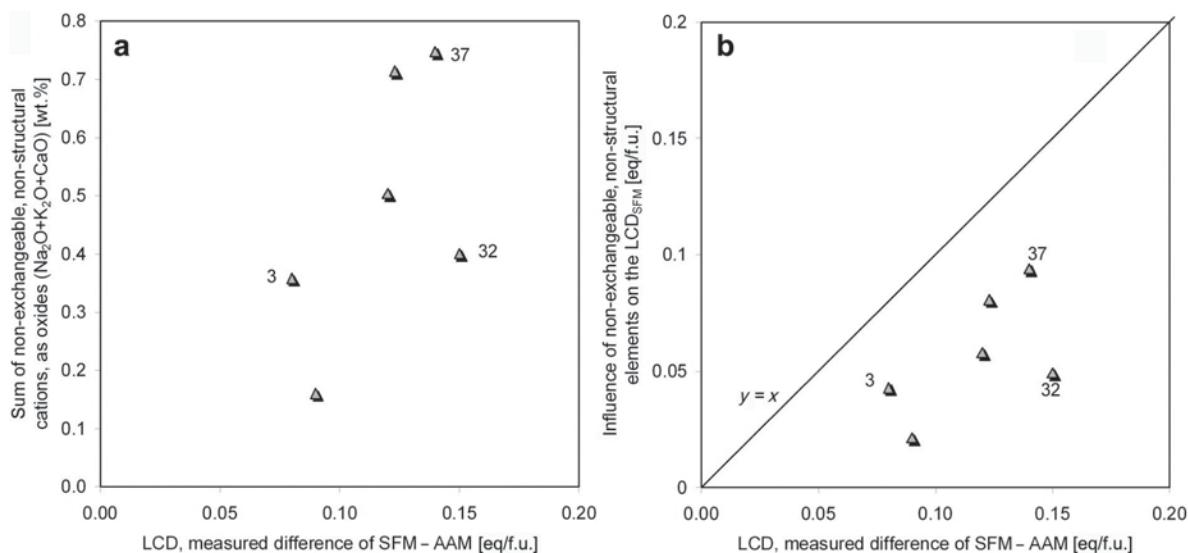 a
Sum of non-exchangeable, non-structural
cations, as oxides (Na₂O+K₂O+CaO) [wt.%]
0.8
0.7
0.6
0.5
0.4
0.3
0.2
0.1
0.0
37
32
3
0.00 0.05 0.10 0.15 0.20
LCD, measured difference of SFM – AAM [eq/f.u.]
b
Influence of non-exchangeable, non-structural
elements on the LCD_SFM [eq/f.u.]
0.2
0.15
0.1
0.05
0
37
3
32
y = x
0.00 0.05 0.10 0.15 0.20
LCD, measured difference of SFM – AAM [eq/f.u.]